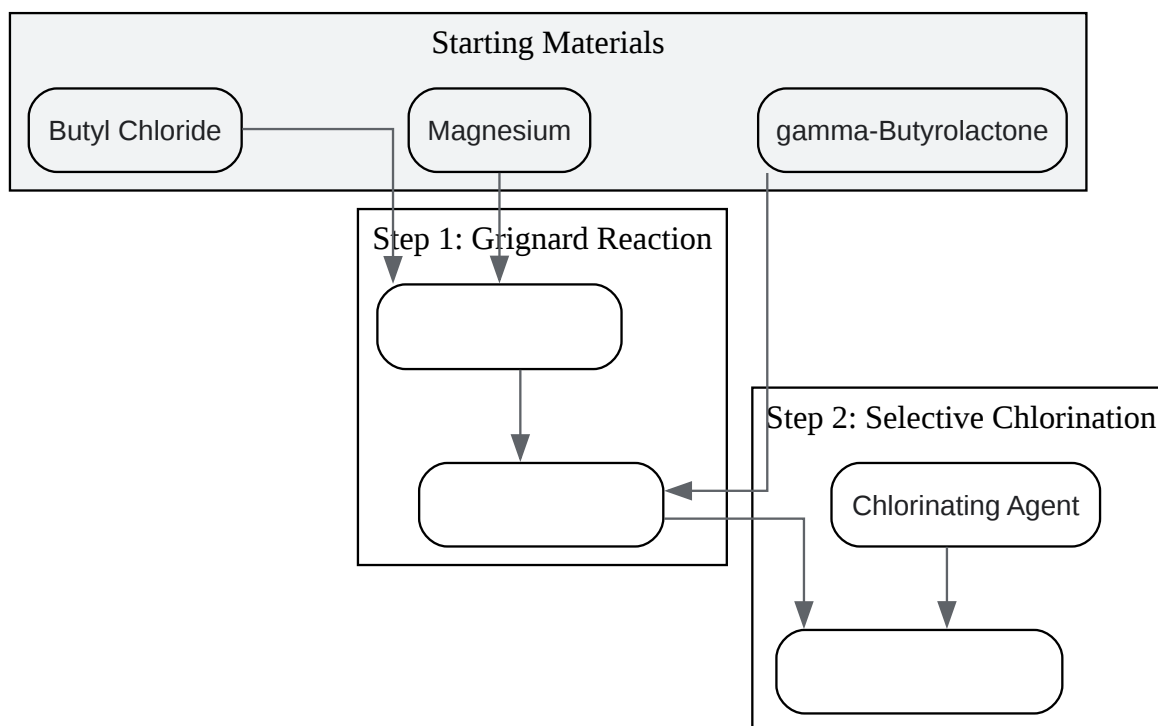 Starting Materials
Butyl Chloride
Magnesium
gamma-Butyrolactone
Step 1: Grignard Reaction
Step 2: Selective Chlorination
Chlorinating Agent